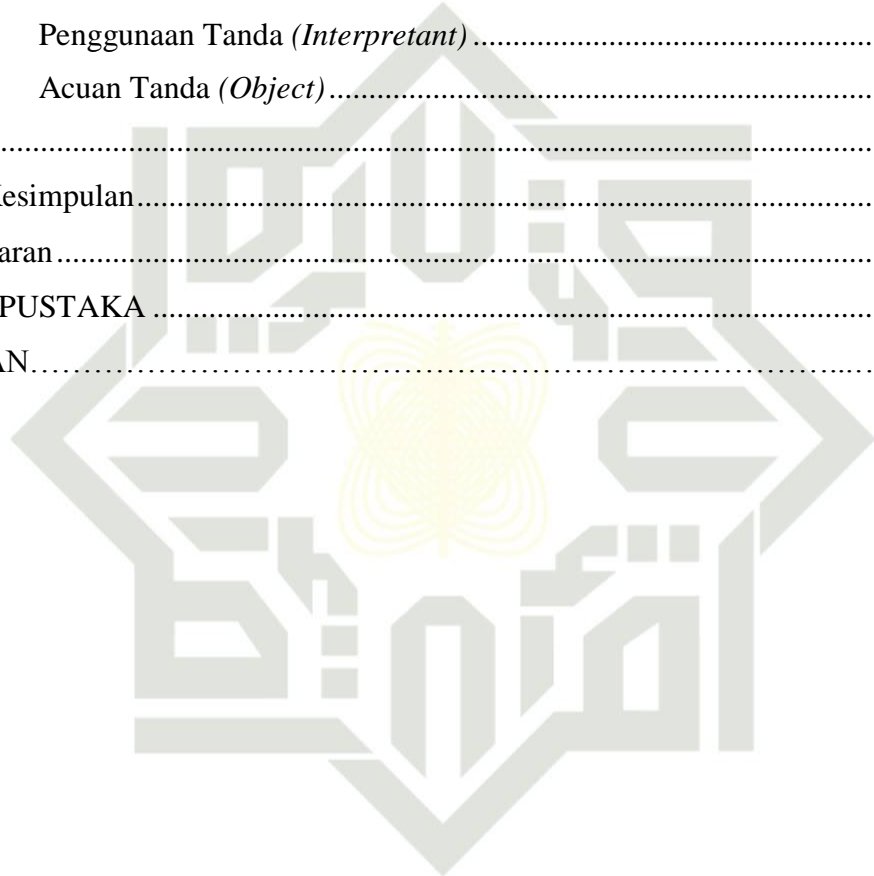 Penggunaan Tanda (Interpretant)..........................................................
Acuan Tanda (Object)..........................................................................
................................................................................................................
esimpulan............................................................................................
aran......................................................................................................
PUSTAKA..........................................................................................
AN…………………………………………………………………………..…